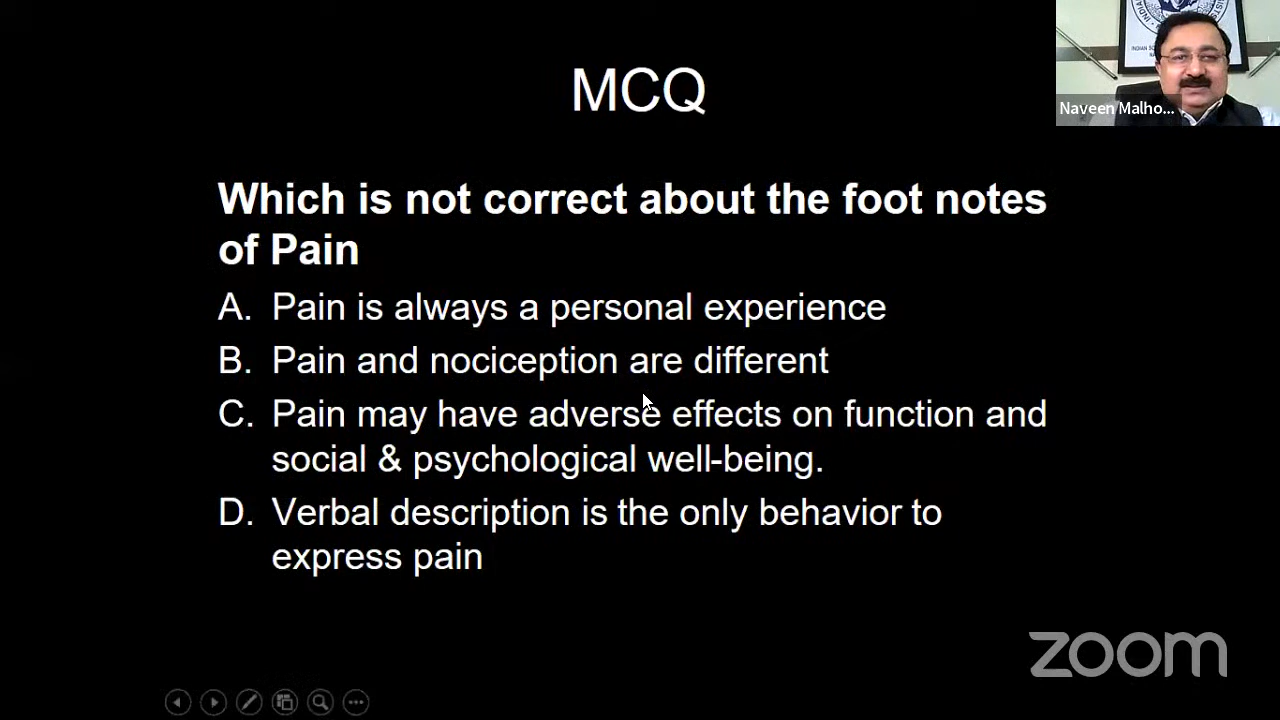 MCQ
Which is not correct about the foot notes
of Pain
A. Pain is always a personal experience
B. Pain and nociception are different
C. Pain may have adverse effects on function and
social & psychological well-being.
D. Verbal description is the only behavior to
express pain
Naveen Malho...
zoom